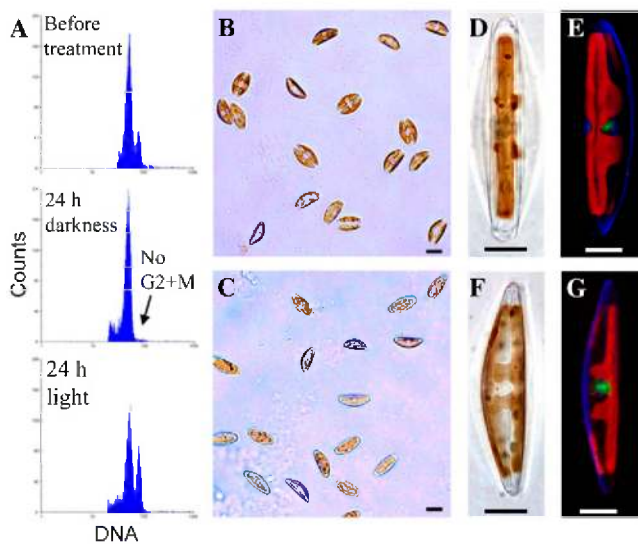 A
Before
treatment
24 h
darkness
No
G2+M
24 h
light
Counts
DNA
B
C
D
E
F
G